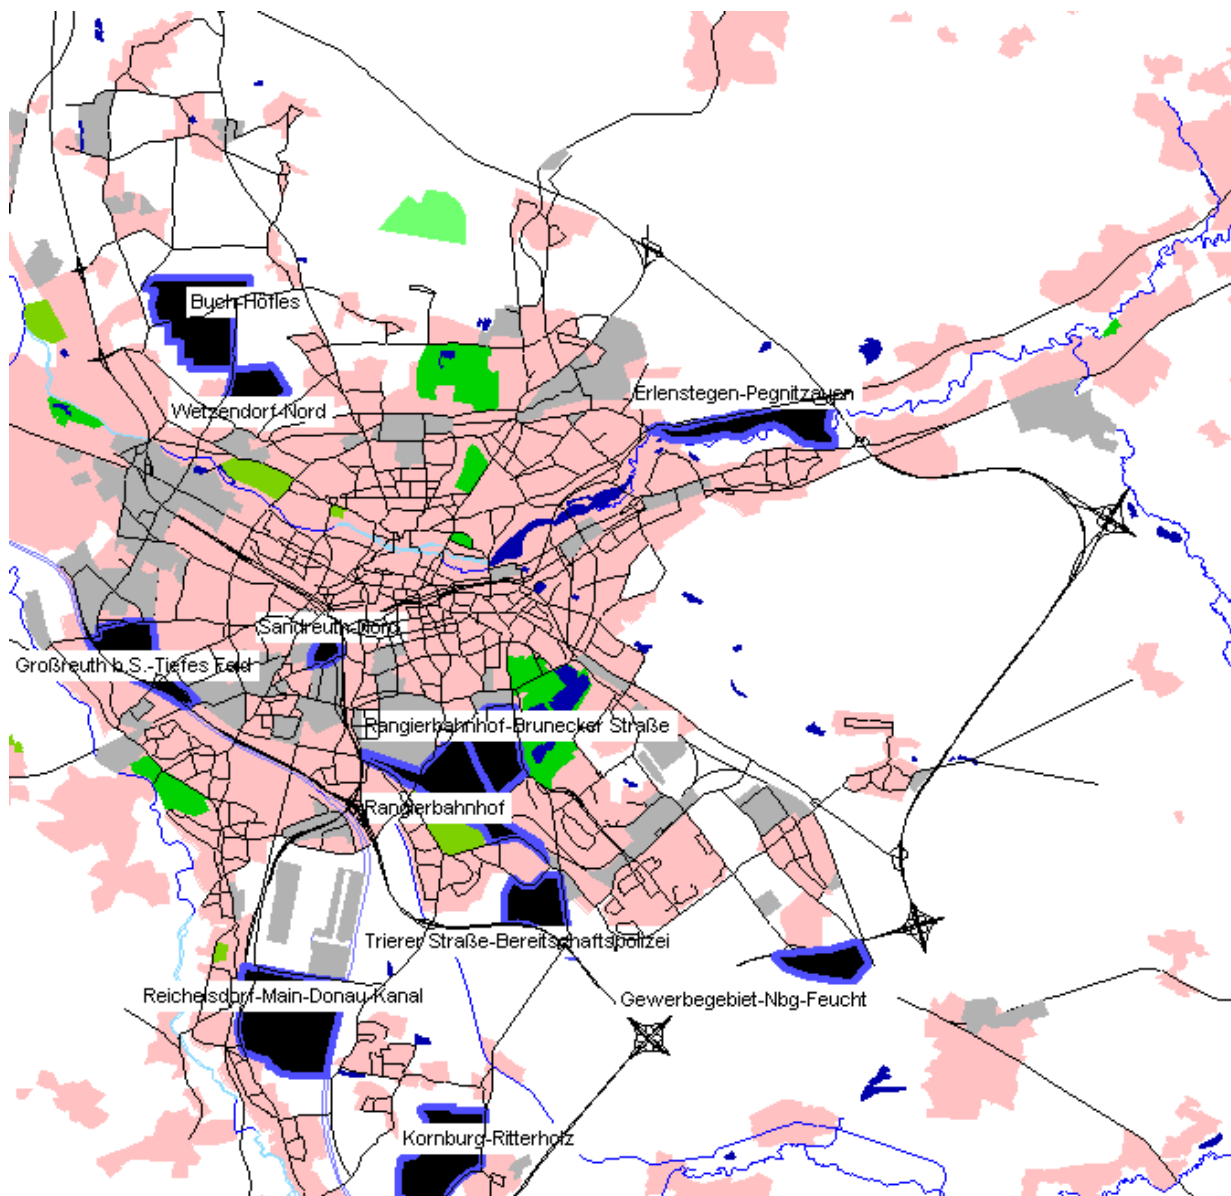 Buch-Höfles
Erlenstegen-Pegnitzauen
Wetzendorf-Nord
Sandreuth-Nord
Großreuth b.S.-Tiefes Feld
Rangierbahnhof-Brunecker Straße
Rangierbahnhof
Trierer Straße-Bereitschaftspolizei
Reichelsdorf-Main-Donau-Kanal
Gewerbegebiet-Nbg-Feucht
Kornburg-Ritterholz